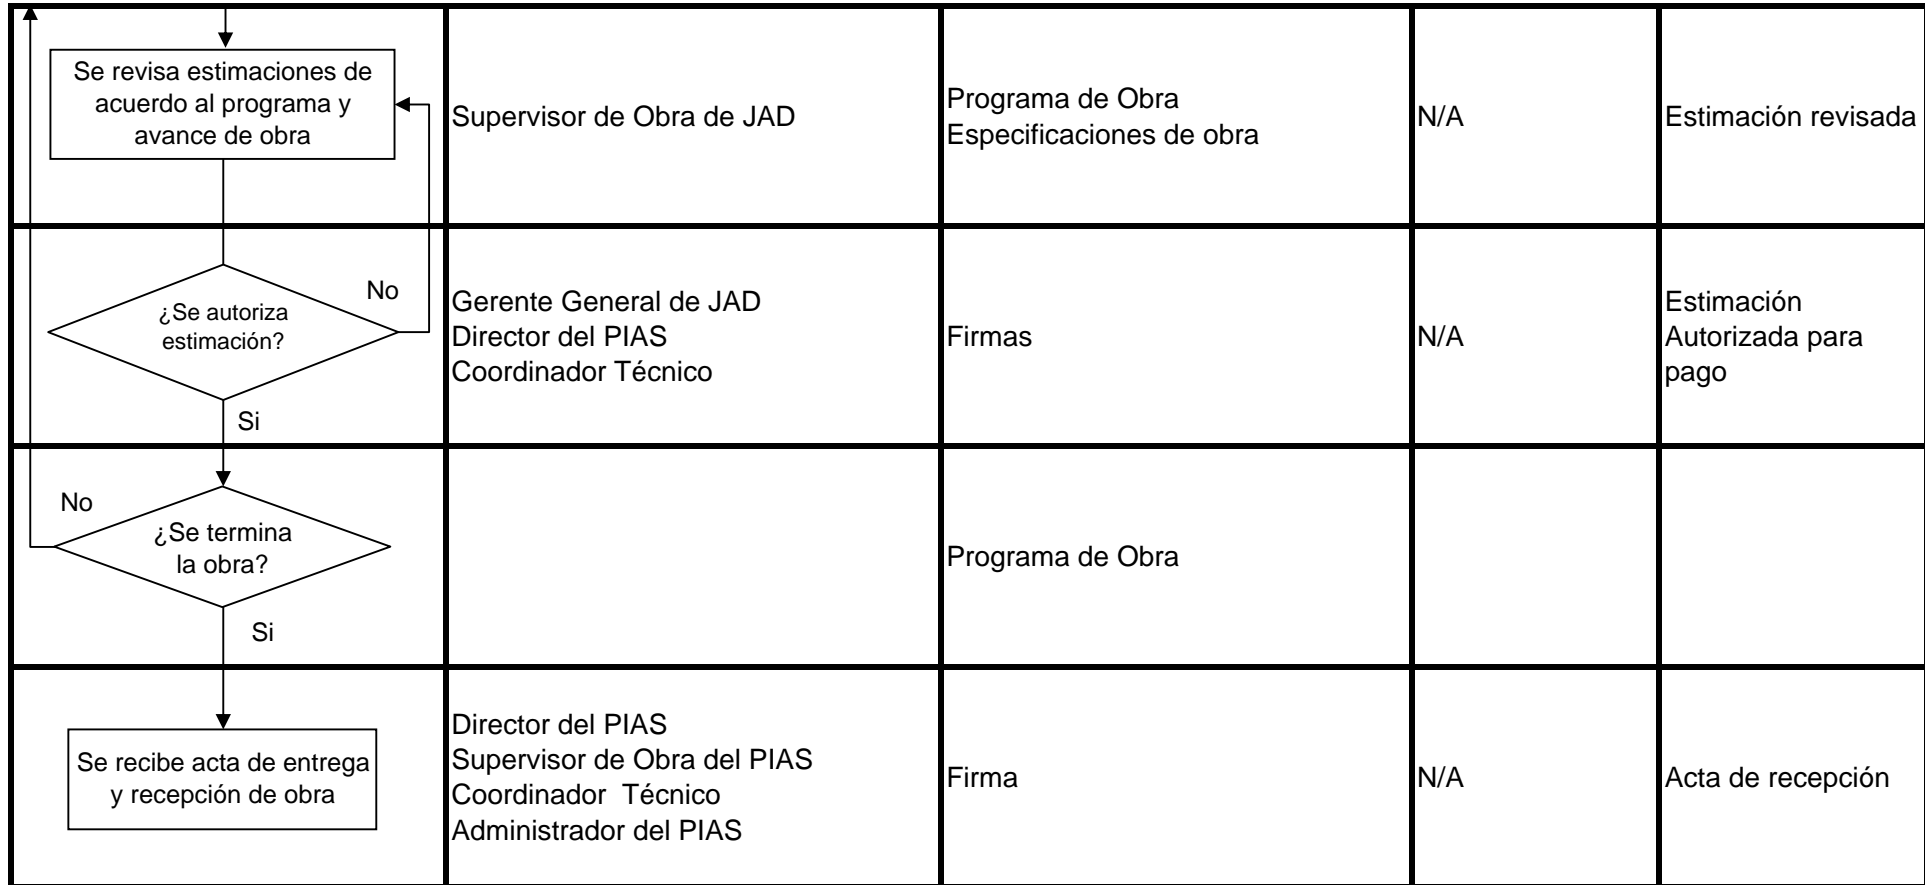 Se revisa estimaciones de
acuerdo al programa y
avance de obra
Supervisor de Obra de JAD
Programa de Obra
Especificaciones de obra
N/A
Estimación revisada
¿Se autoriza
estimación?
No
Si
Gerente General de JAD
Director del PIAS
Coordinador Técnico
Firmas
N/A
Estimación
Autorizada para
pago
No
¿Se termina
la obra?
Si
Programa de Obra
Se recibe acta de entrega
y recepción de obra
Director del PIAS
Supervisor de Obra del PIAS
Coordinador  Técnico
Administrador del PIAS
Firma
N/A
Acta de recepción